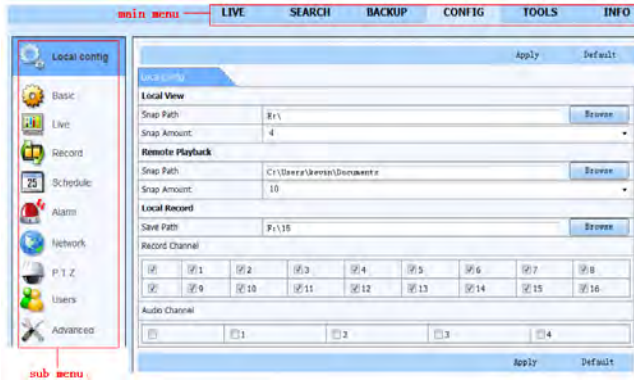 main menu
LIVE SEARCH BACKUP CONFIG TOOLS INFO
Local config
Basic
Live
Record
25 Schedule
Alarm
Network
P.T.Z
Users
Advanced
sub menu
Apply Default
Local Config
Local View
Snap Path E:\ Browse
Snap Amount 4
Remote Playback
Snap Path C:\Users\kevin\Documents Browse
Snap Amount 10
Local Record
Save Path F:\15 Browse
Record Channel
1 2 3 4 5 6 7 8
9 10 11 12 13 14 15 16
Audio Channel
1 2 3 4
Apply Default